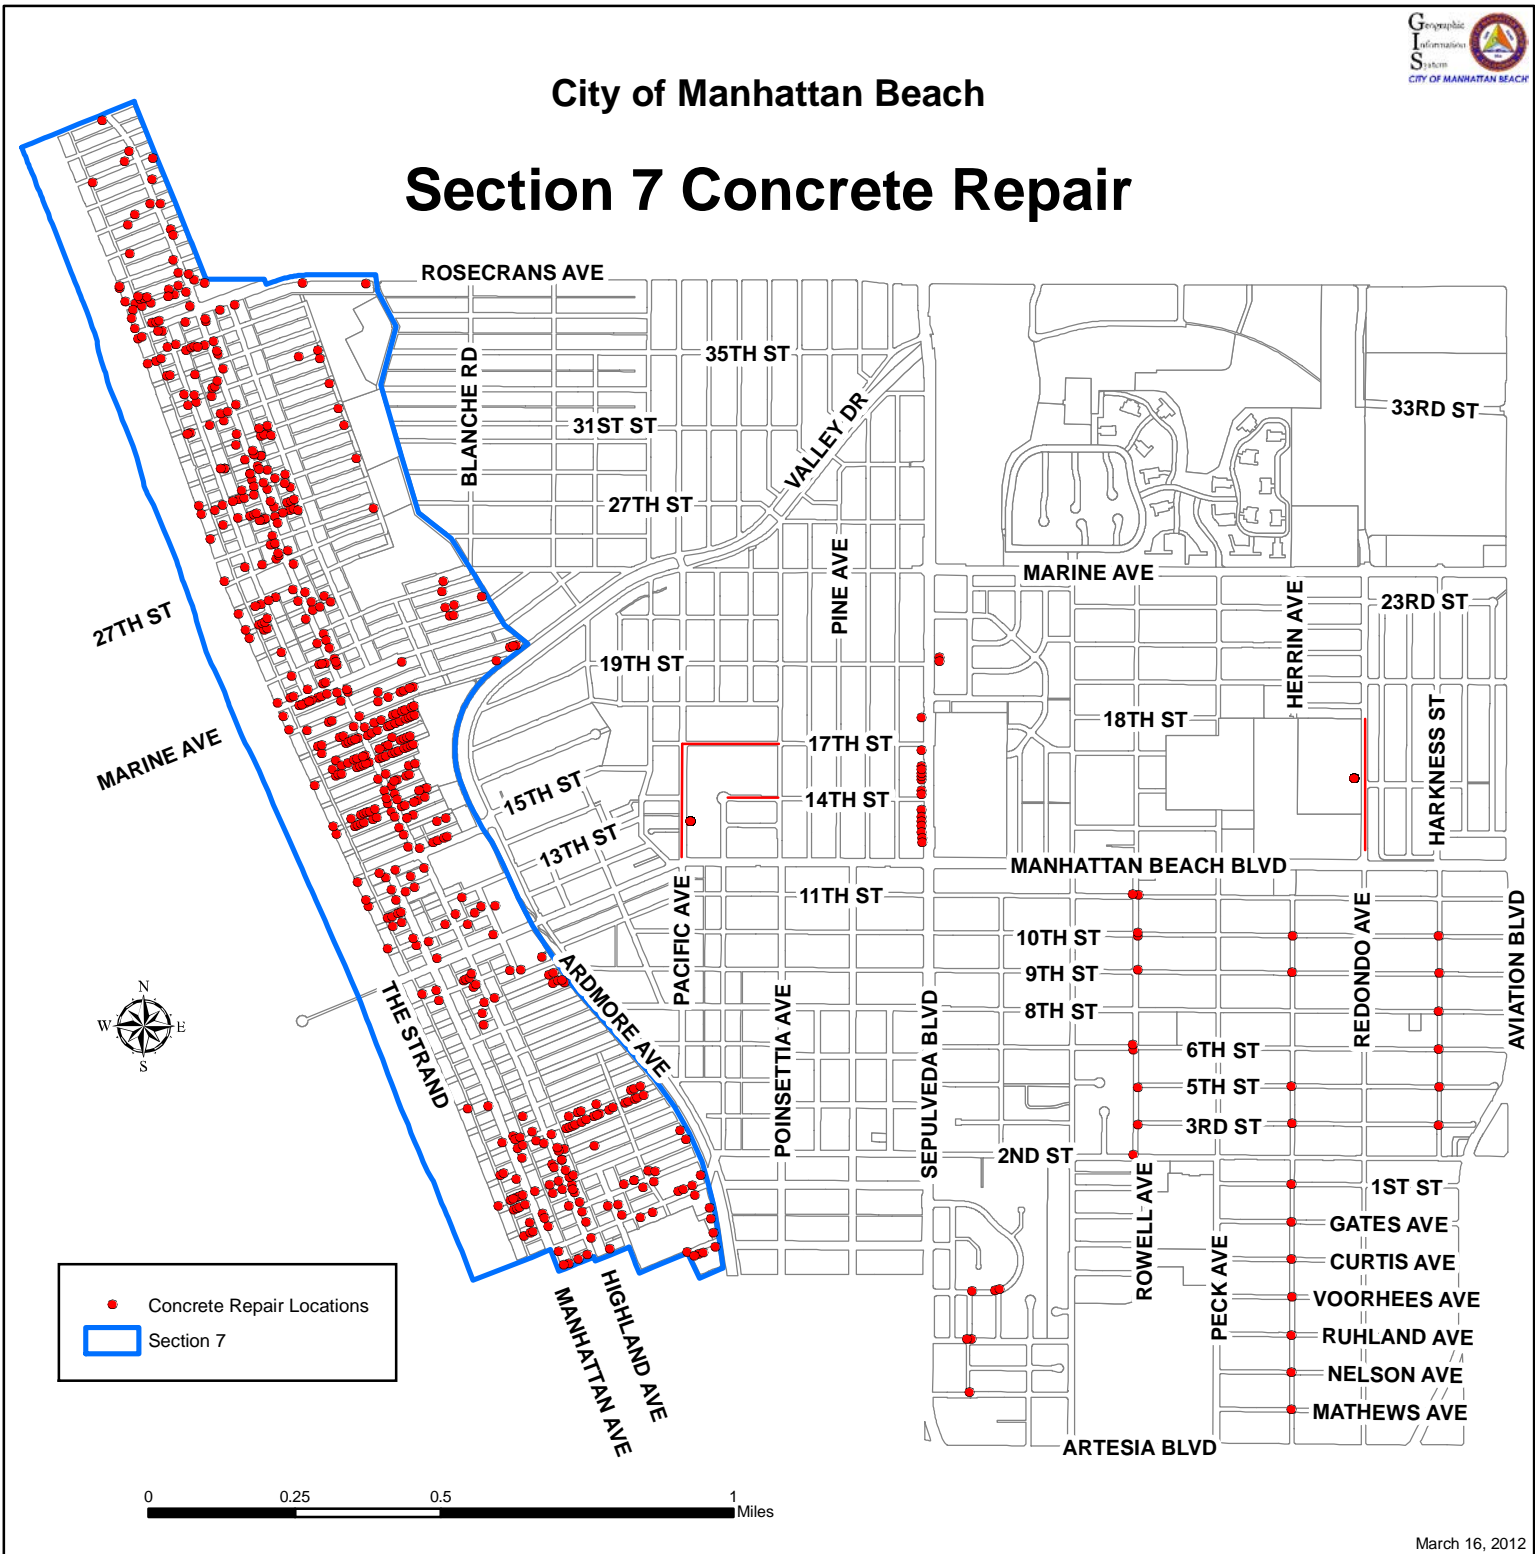 Geographic
Information
System
CITY OF MANHATTAN BEACH
City of Manhattan Beach
Section 7 Concrete Repair
ROSECRANS AVE
35TH ST
BLANCHE RD
31ST ST
VALLEY DR
33RD ST
27TH ST
PINE AVE
MARINE AVE
HERRIN AVE
23RD ST
27TH ST
19TH ST
18TH ST
HARKNESS ST
MARINE AVE
17TH ST
15TH ST
14TH ST
13TH ST
MANHATTAN BEACH BLVD
11TH ST
PACIFIC AVE
10TH ST
REDONDO AVE
AVIATION BLVD
ARDMORE AVE
9TH ST
THE STRAND
POINSETTIA AVE
SEPULVEDA BLVD
8TH ST
N
W
E
S
6TH ST
5TH ST
3RD ST
2ND ST
ROWELL AVE
1ST ST
GATES AVE
PECK AVE
CURTIS AVE
VOORHEES AVE
RUHLAND AVE
NELSON AVE
MATHEWS AVE
ARTESIA BLVD
HIGHLAND AVE
MANHATTAN AVE
Concrete Repair Locations
Section 7
0 0.25 0.5 1
Miles
March 16, 2012